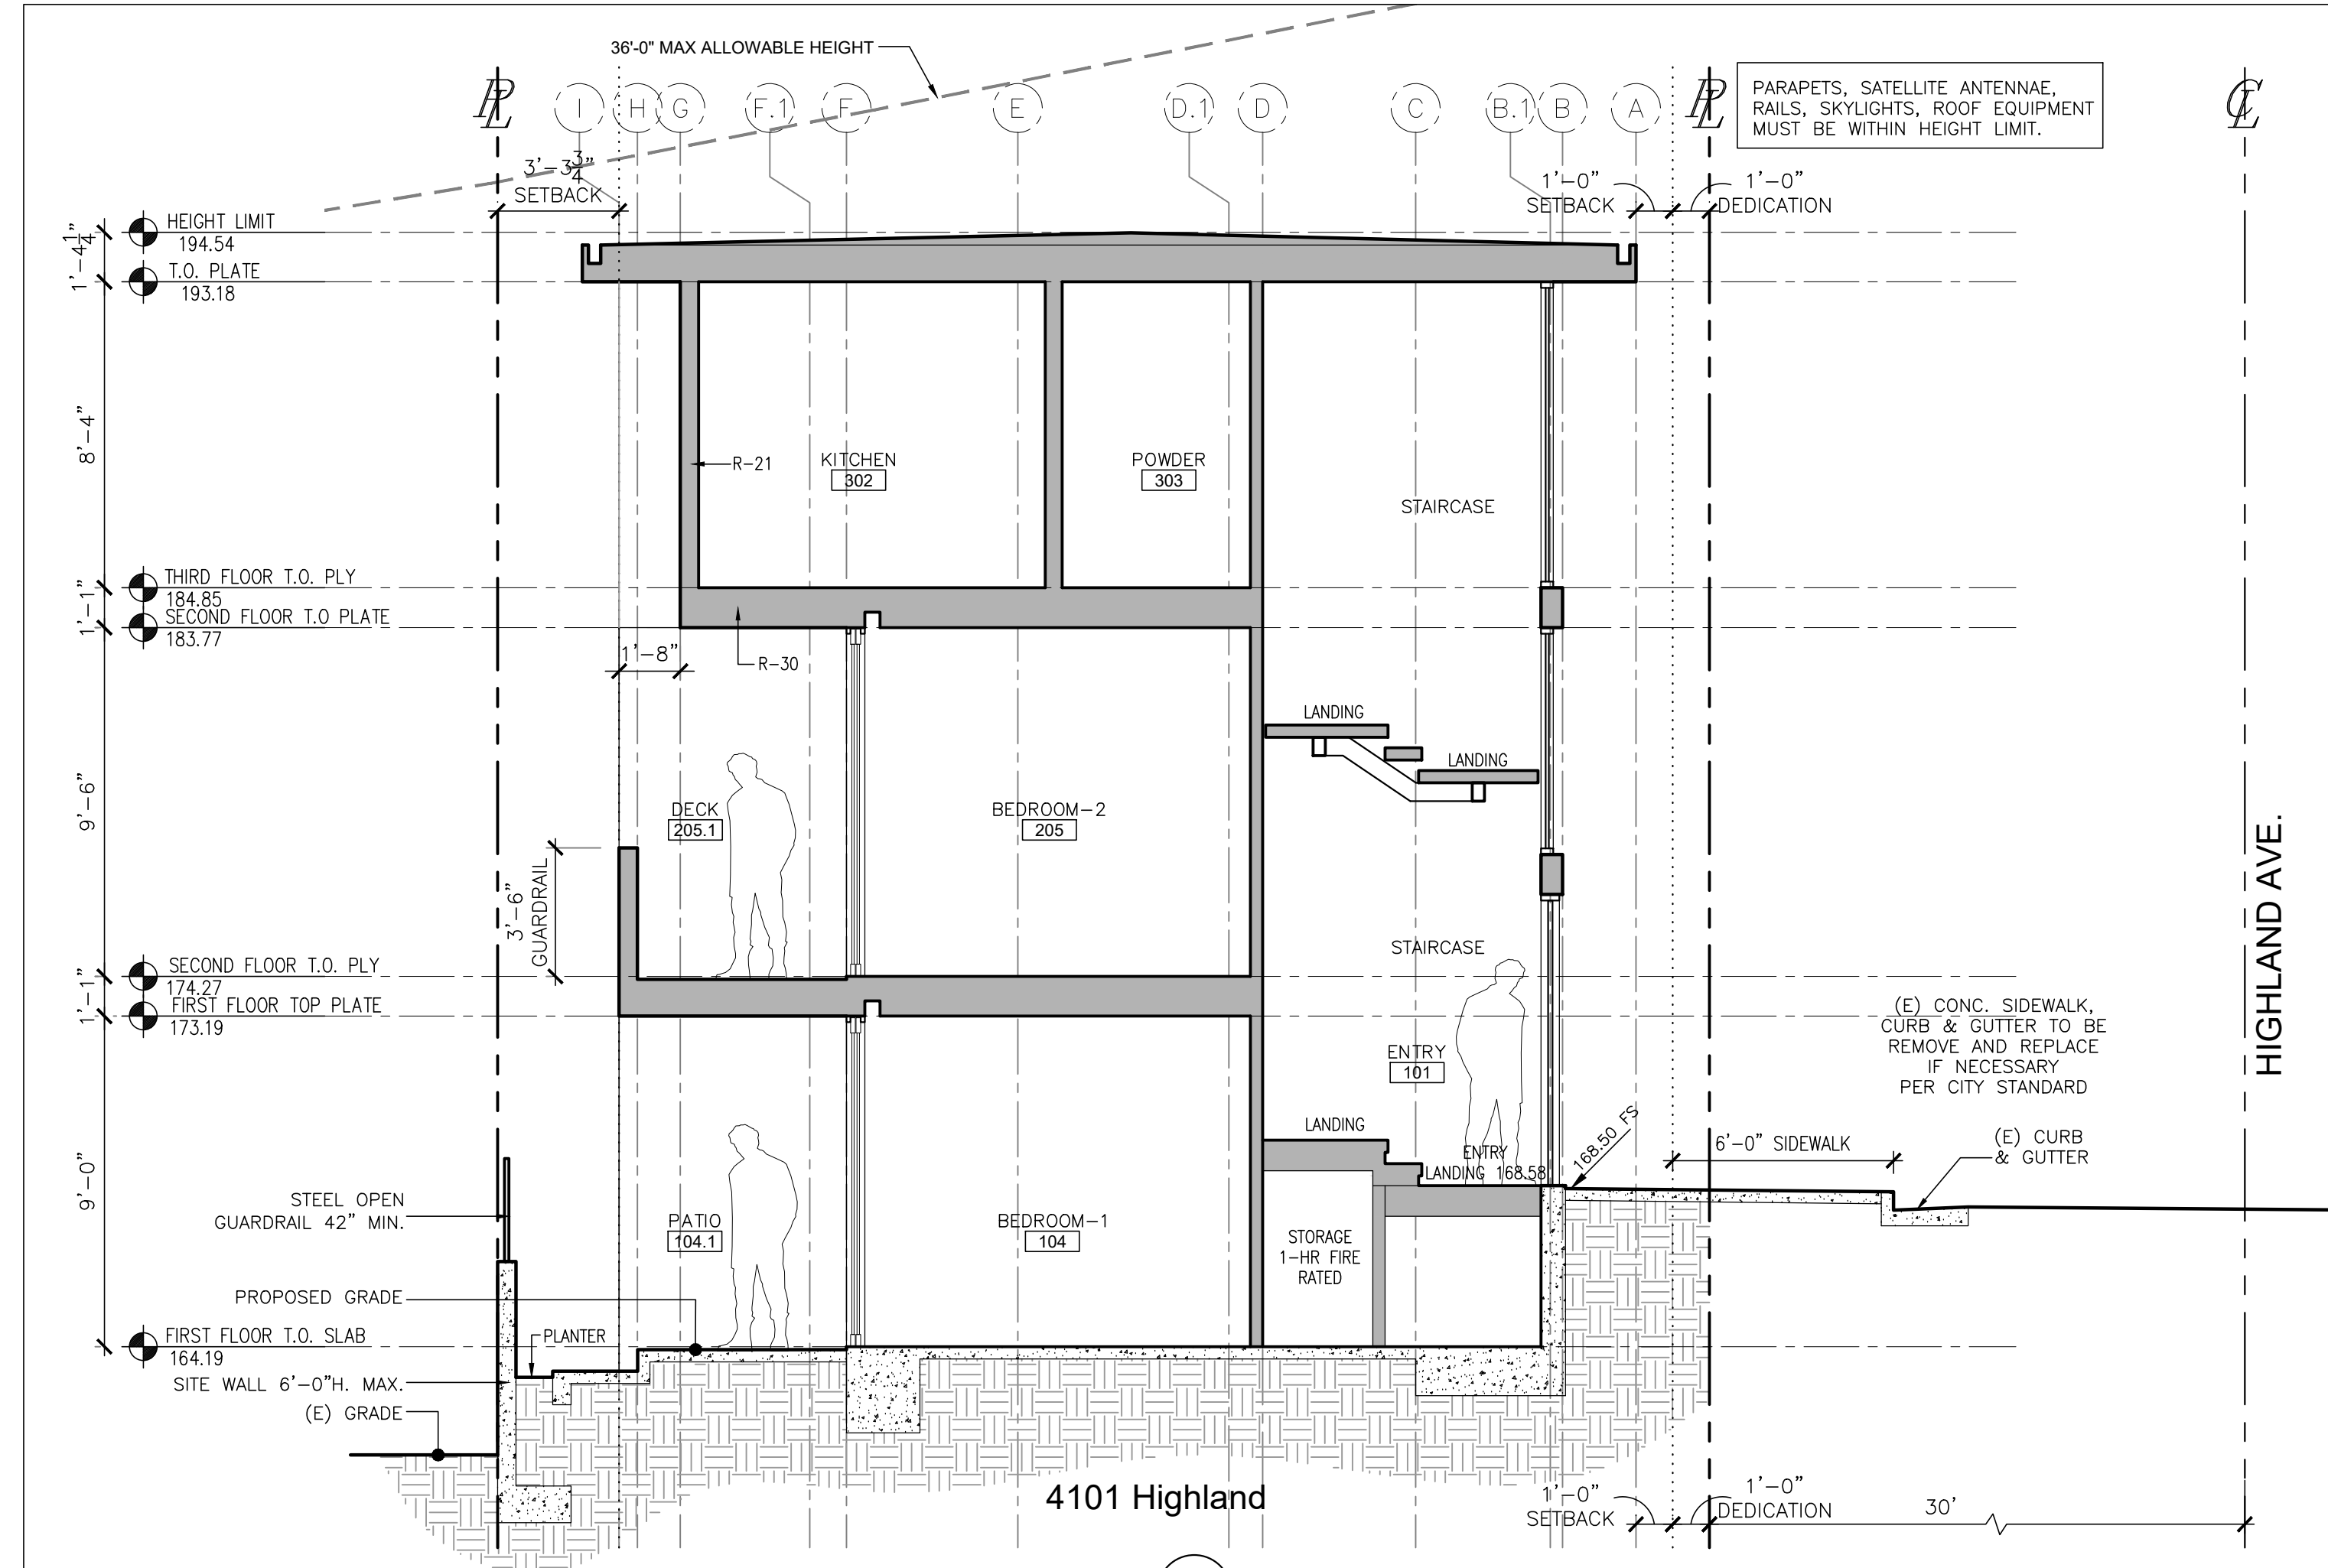 36'-0" MAX ALLOWABLE HEIGHT
PL
I
H
G
F.1
F
E
D.1
D
C
B.1
B
A
PL
CL
PARAPETS, SATELLITE ANTENNAE,
RAILS, SKYLIGHTS, ROOF EQUIPMENT
MUST BE WITHIN HEIGHT LIMIT.
3'-3 3/4"
SETBACK
1'-0"
SETBACK
1'-0"
DEDICATION
HEIGHT LIMIT
194.54
1'-4 1/4"
T.O. PLATE
193.18
8'-4"
R-21
KITCHEN
302
POWDER
303
STAIRCASE
THIRD FLOOR T.O. PLY
184.85
1'-1"
SECOND FLOOR T.O PLATE
183.77
1'-8"
R-30
LANDING
LANDING
9'-6"
DECK
205.1
BEDROOM-2
205
3'-6"
GUARDRAIL
STAIRCASE
SECOND FLOOR T.O. PLY
174.27
1'-1"
FIRST FLOOR TOP PLATE
173.19
(E) CONC. SIDEWALK,
CURB & GUTTER TO BE
REMOVE AND REPLACE
IF NECESSARY
PER CITY STANDARD
HIGHLAND AVE.
ENTRY
101
LANDING
ENTRY
LANDING 168.58
168.50 FS
6'-0" SIDEWALK
(E) CURB
& GUTTER
9'-0"
STEEL OPEN
GUARDRAIL 42" MIN.
PATIO
104.1
BEDROOM-1
104
STORAGE
1-HR FIRE
RATED
PROPOSED GRADE
FIRST FLOOR T.O. SLAB
164.19
PLANTER
SITE WALL 6'-0"H. MAX.
(E) GRADE
4101 Highland
1'-0"
SETBACK
1'-0"
DEDICATION
30'